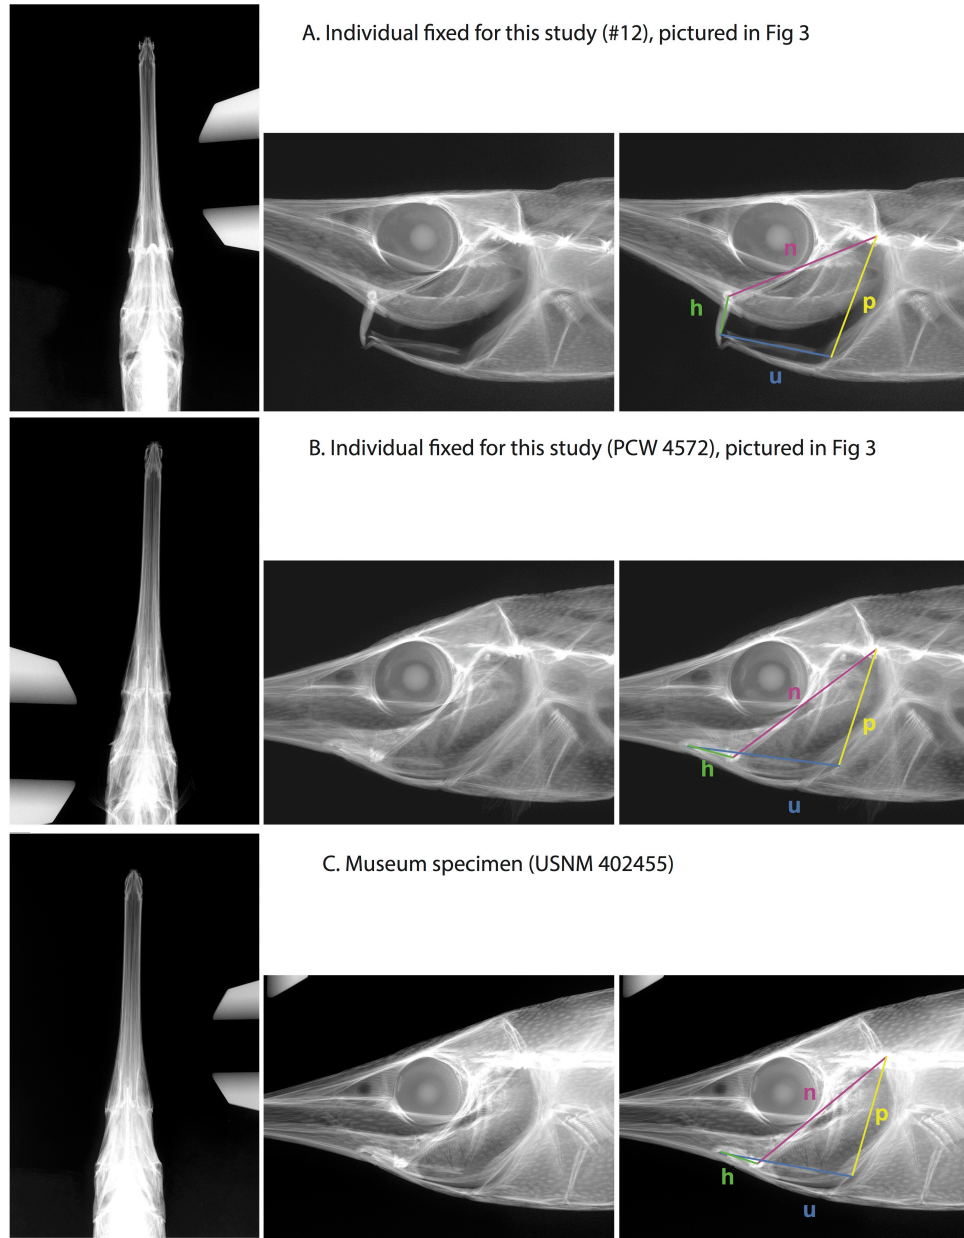 A. Individual fixed for this study (#12), pictured in Fig 3
n
h
p
u
B. Individual fixed for this study (PCW 4572), pictured in Fig 3
n
p
h
u
C. Museum specimen (USNM 402455)
n
p
h
u